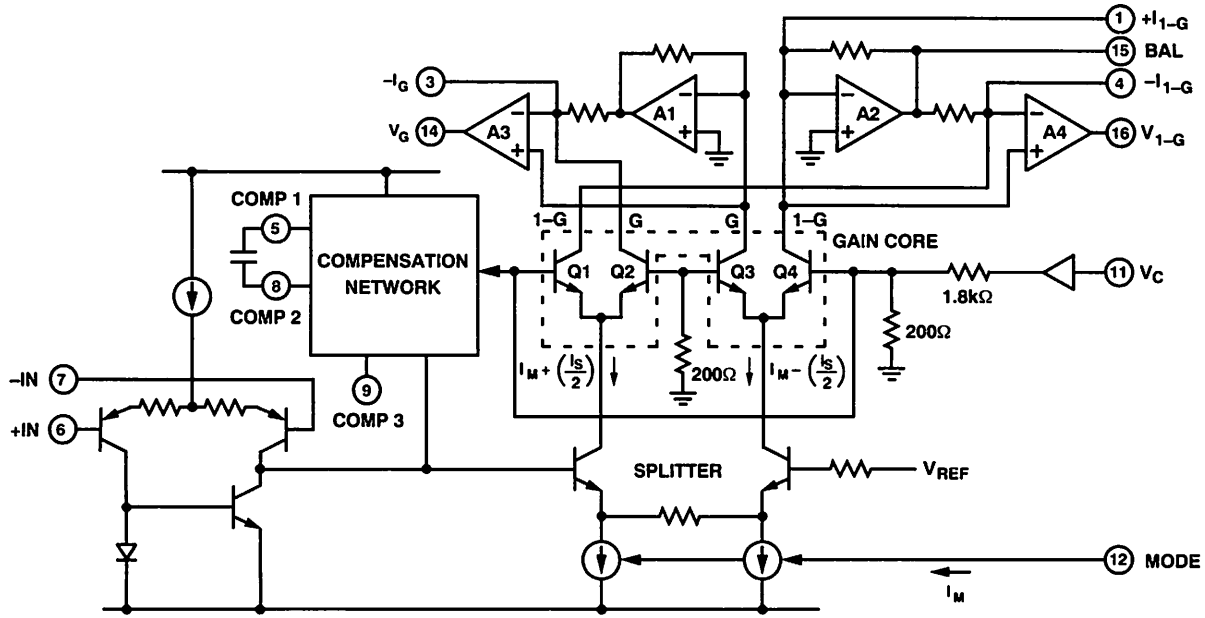 1 +I1–G
15 BAL
–IG 3
4 –I1–G
A1
A2
VG 14
A3
A4
16 V1–G
– + – + – + – +
COMP 1
5
1–G G G 1–G
GAIN CORE
COMPENSATION
NETWORK
Q1 Q2 Q3 Q4
11 VC
8
COMP 2
1.8kΩ
200Ω
200Ω
IM + (IS/2)
IM – (IS/2)
–IN 7
9
COMP 3
+IN 6
SPLITTER
VREF
12 MODE
IM